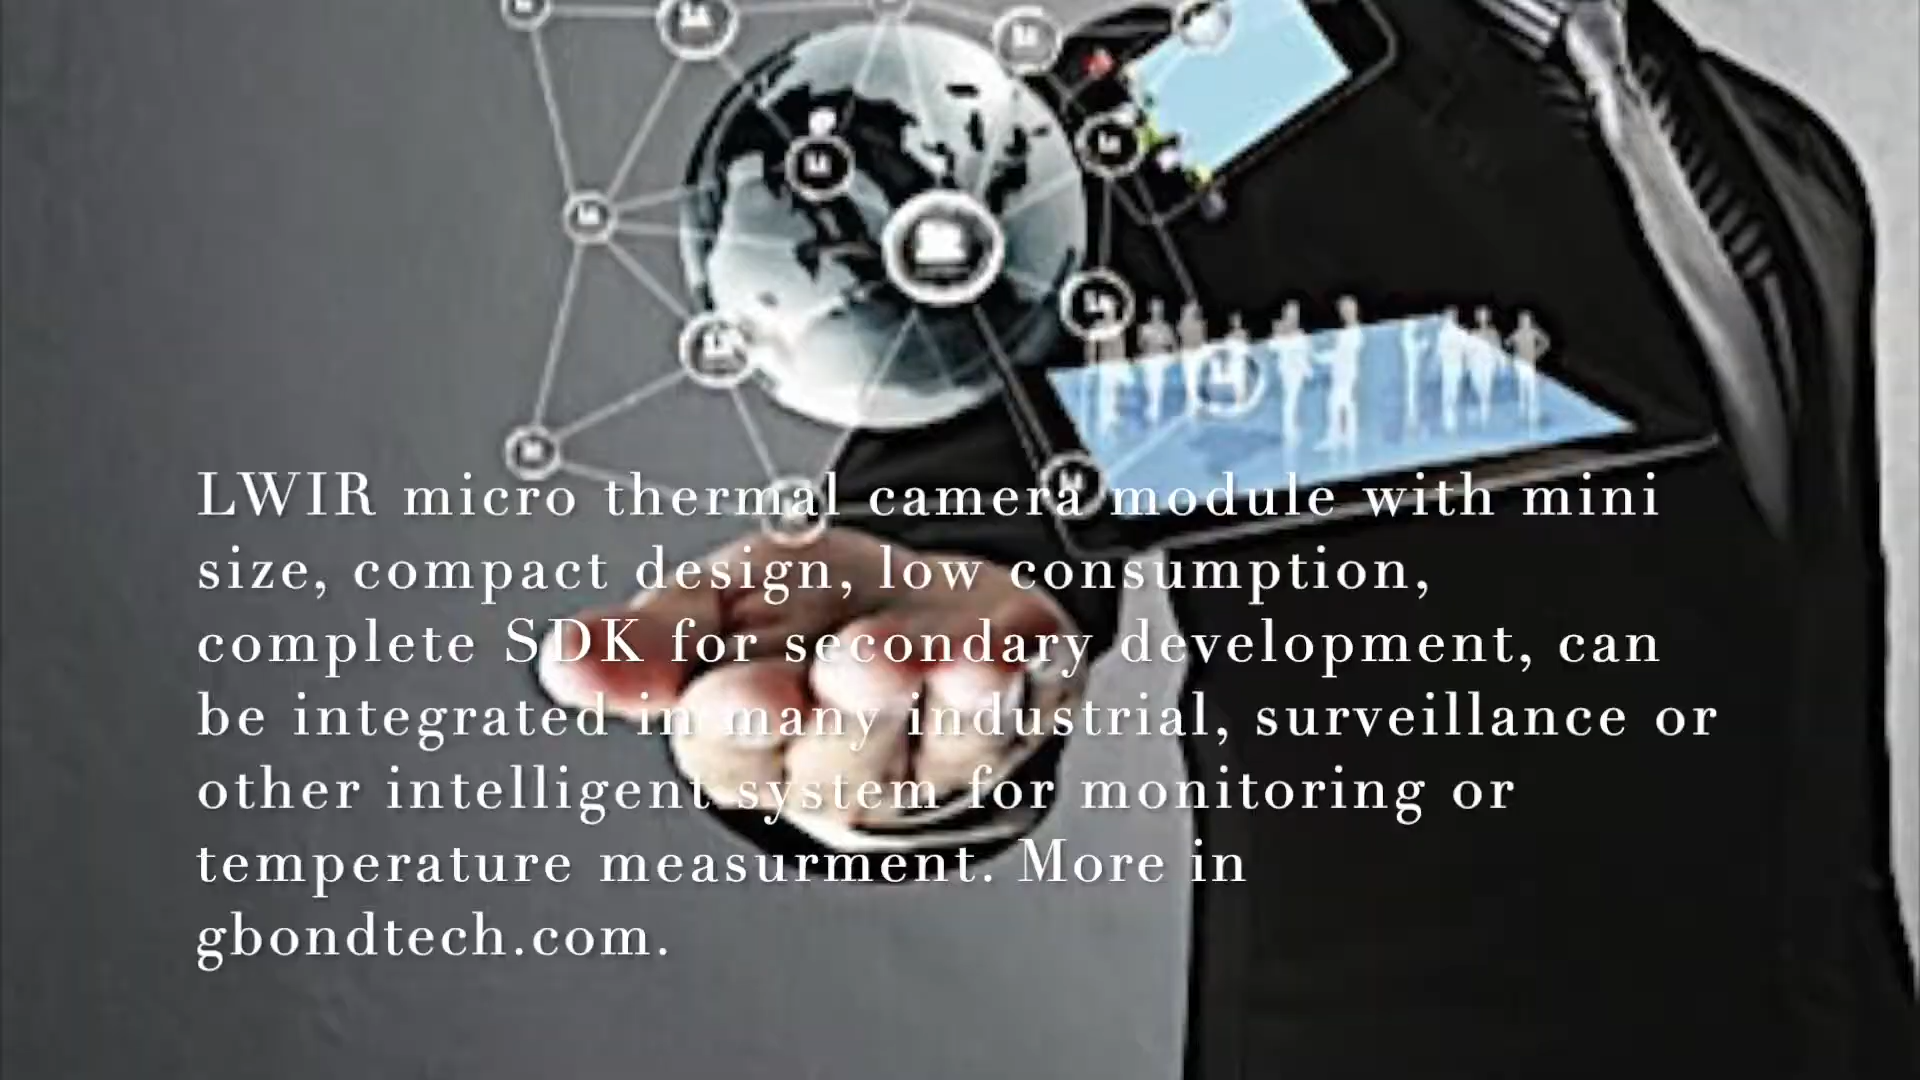 LWIR micro thermal camera module with mini
size, compact design, low consumption,
complete SDK for secondary development, can
be integrated in many industrial, surveillance or
other intelligent system for monitoring or
temperature measurment. More in
gbondtech.com.